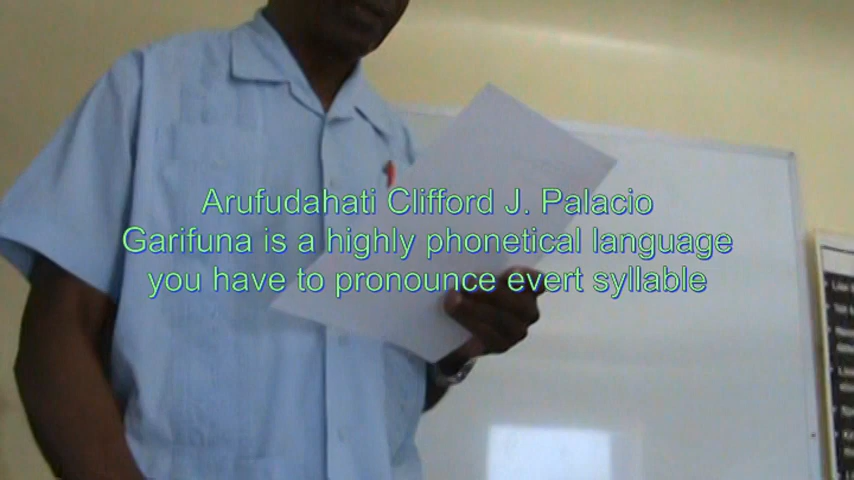 Arufudahati Clifford J. Palacio
Garifuna is a highly phonetical language
you have to pronounce evert syllable